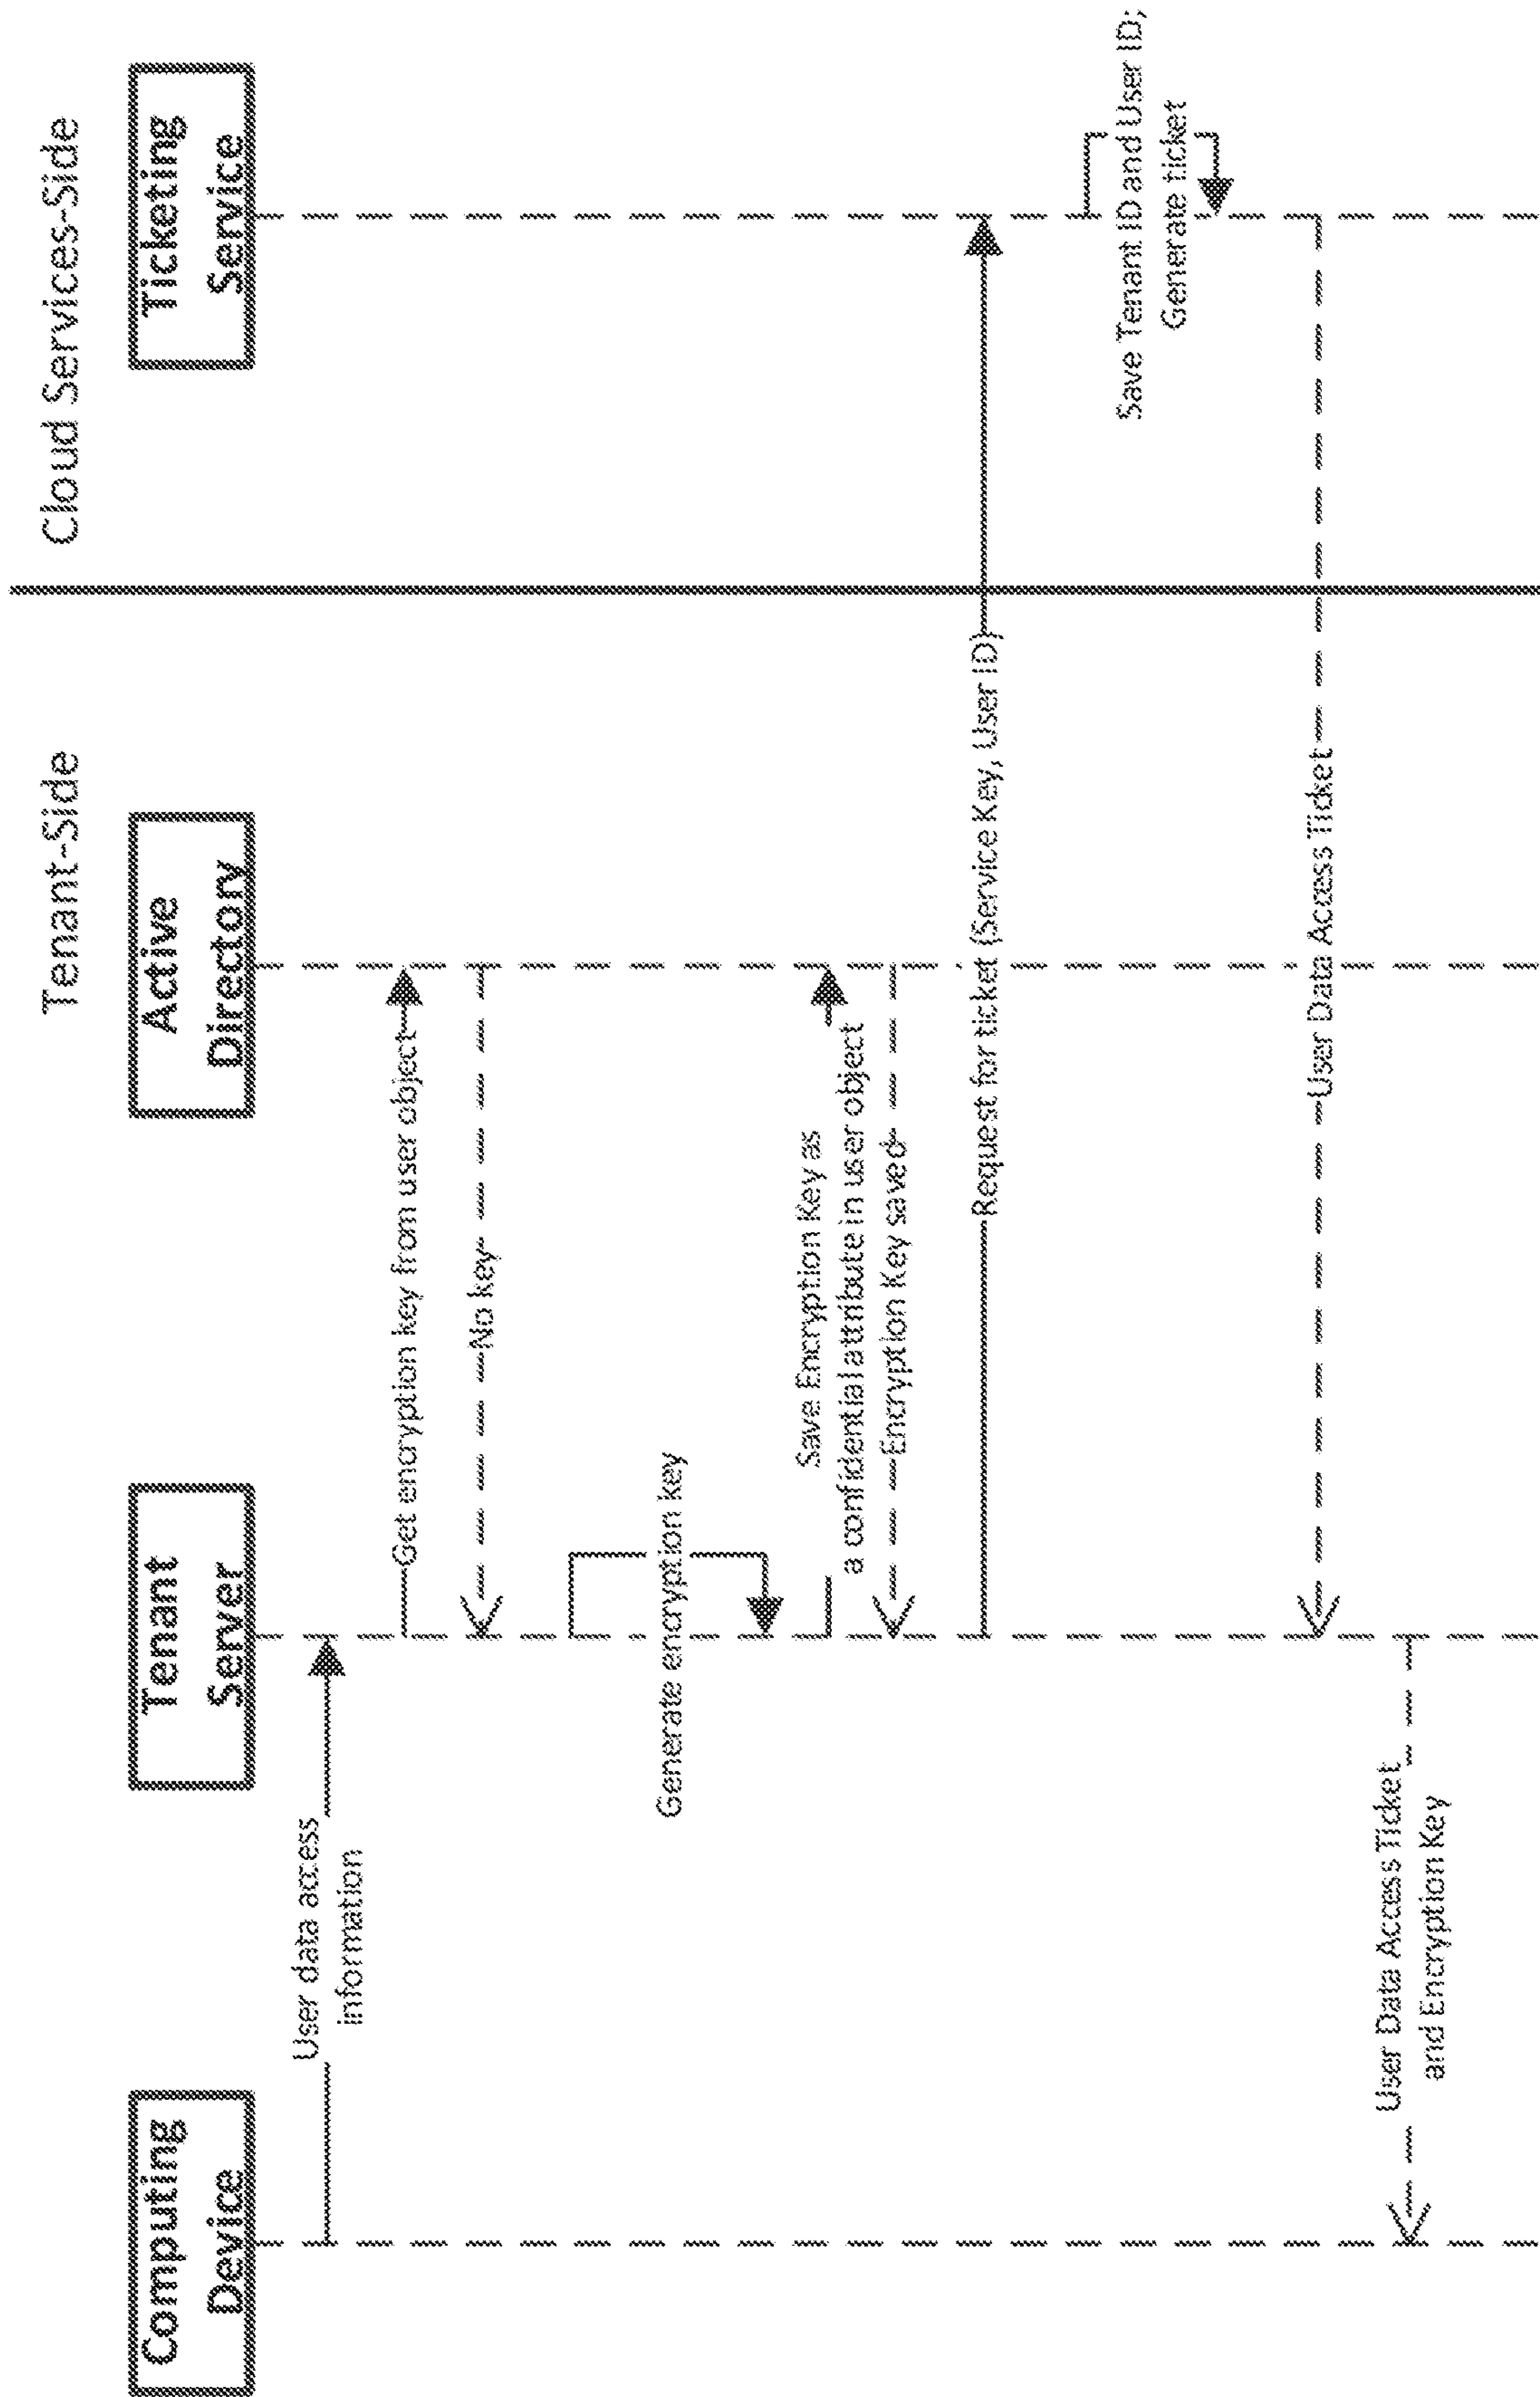 Tenant-Side
Cloud Services-Side
Computing
Device
Tenant
Server
Active
Directory
Ticketing
Service
User data access
information
Get encryption key from user object
No key
Generate encryption key
Save Encryption Key as
a confidential attribute in user object
Encryption Key saved
Request for ticket (Service Key, User ID)
Save Tenant ID and User ID;
Generate ticket
User Data Access Ticket
User Data Access Ticket
and Encryption Key